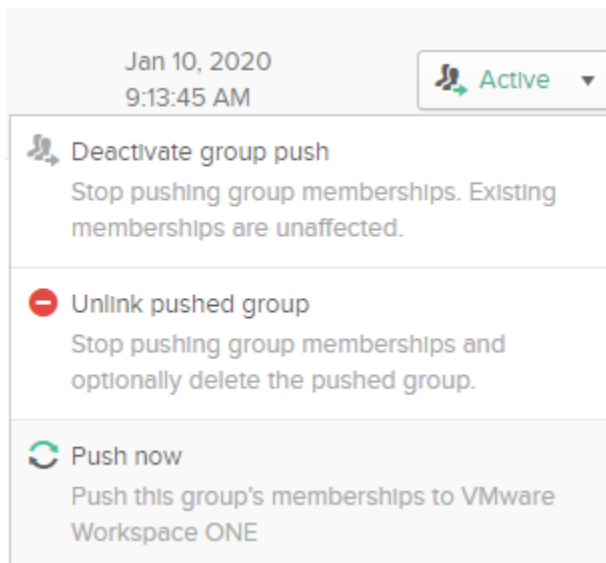 Jan 10, 2020
9:13:45 AM
Active
Deactivate group push
Stop pushing group memberships. Existing
memberships are unaffected.
Unlink pushed group
Stop pushing group memberships and
optionally delete the pushed group.
Push now
Push this group's memberships to VMware
Workspace ONE